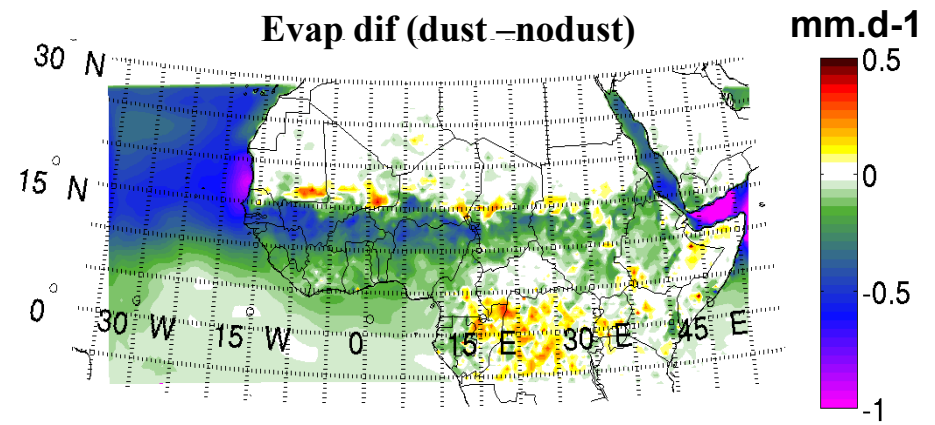 Evap dif (dust –nodust)
mm.d-1
30 N
15 N
0
30 W
15 W
0
15 E
30 E
45 E
0.5
0
-0.5
-1